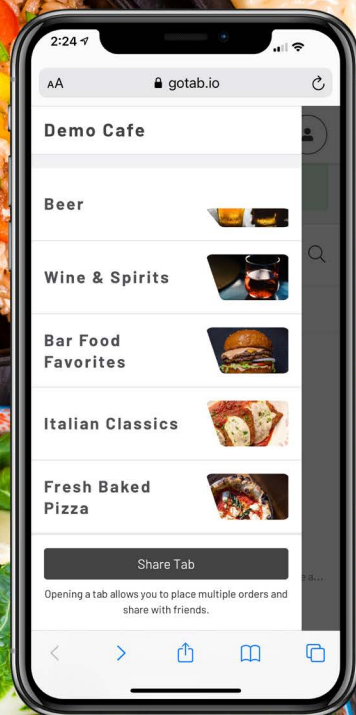 2:24
AA gotab.io
Demo Cafe
Beer
Wine & Spirits
Bar Food
Favorites
Italian Classics
Fresh Baked
Pizza
Share Tab
Opening a tab allows you to place multiple orders and
share with friends.